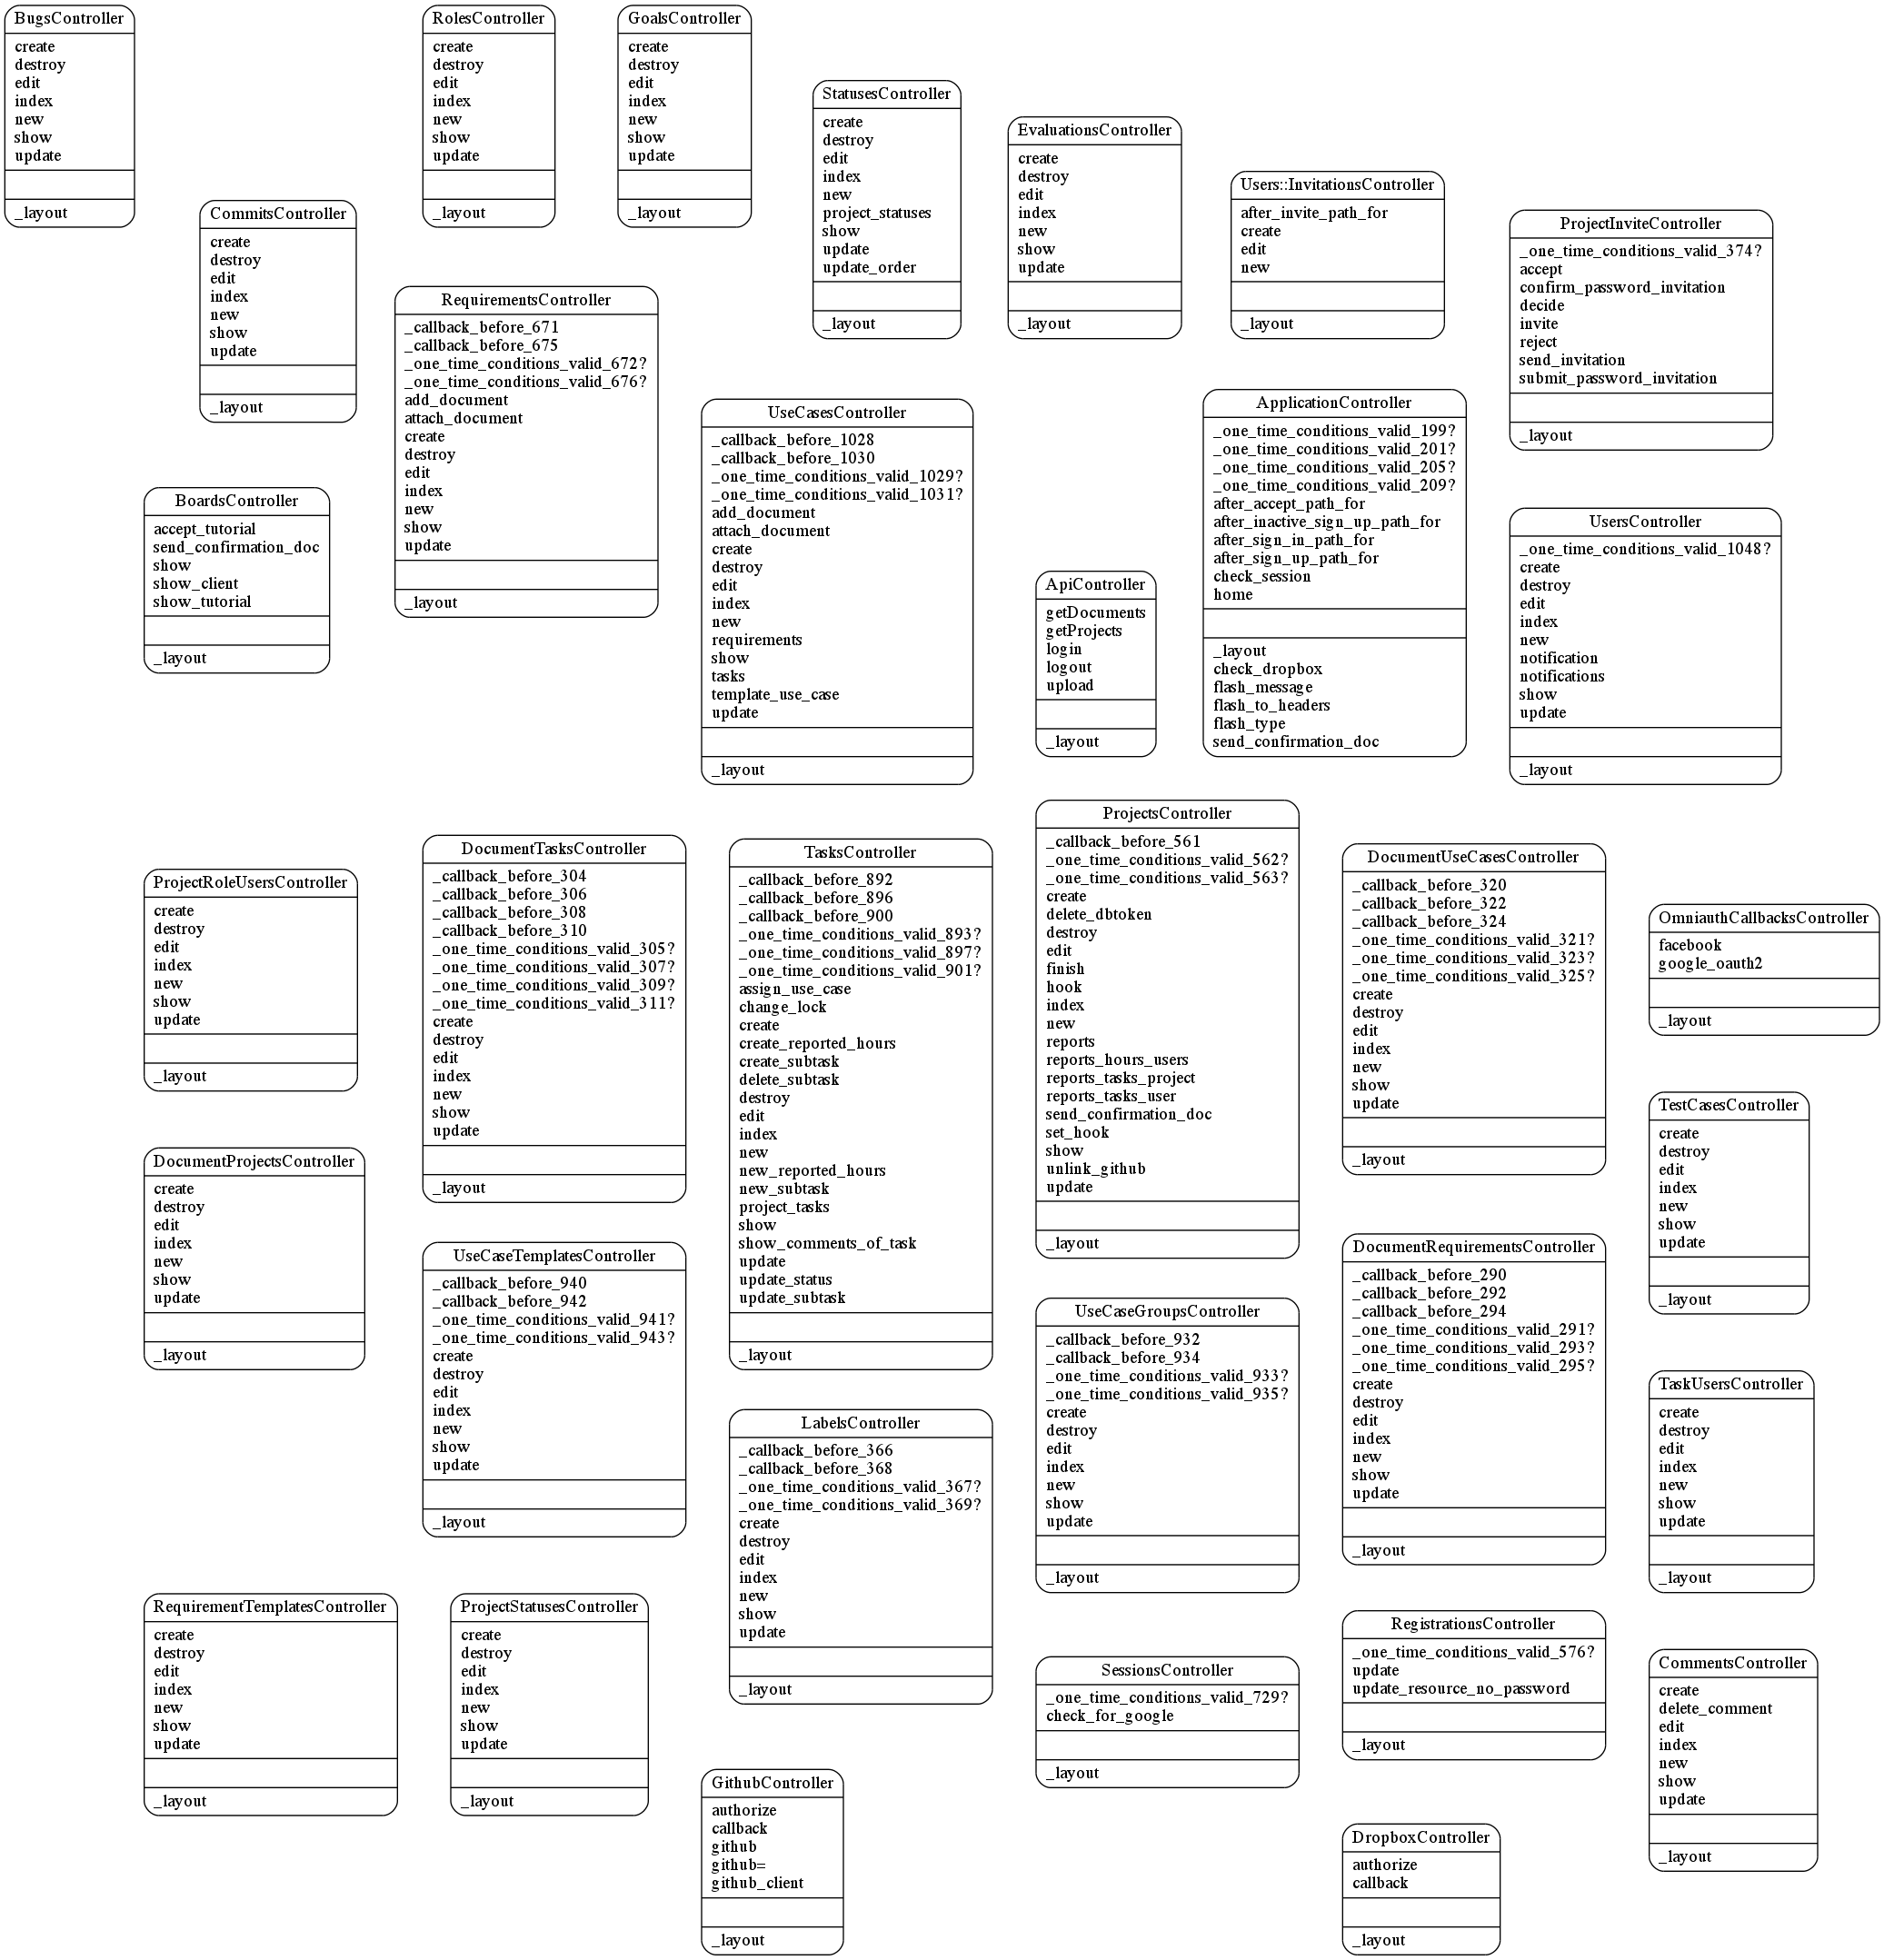 BugsController
create
destroy
edit
index
new
show
update
_layout
RolesController
create
destroy
edit
index
new
show
update
_layout
GoalsController
create
destroy
edit
index
new
show
update
_layout
StatusesController
create
destroy
edit
index
new
project_statuses
show
update
update_order
_layout
EvaluationsController
create
destroy
edit
index
new
show
update
_layout
Users::InvitationsController
after_invite_path_for
create
edit
new
_layout
CommitsController
create
destroy
edit
index
new
show
update
_layout
ProjectInviteController
_one_time_conditions_valid_374?
accept
confirm_password_invitation
decide
invite
reject
send_invitation
submit_password_invitation
_layout
RequirementsController
_callback_before_671
_callback_before_675
_one_time_conditions_valid_672?
_one_time_conditions_valid_676?
add_document
attach_document
create
destroy
edit
index
new
show
update
_layout
ApplicationController
_one_time_conditions_valid_199?
_one_time_conditions_valid_201?
_one_time_conditions_valid_205?
_one_time_conditions_valid_209?
after_accept_path_for
after_inactive_sign_up_path_for
after_sign_in_path_for
after_sign_up_path_for
check_session
home
_layout
check_dropbox
flash_message
flash_to_headers
flash_type
send_confirmation_doc
UseCasesController
_callback_before_1028
_callback_before_1030
_one_time_conditions_valid_1029?
_one_time_conditions_valid_1031?
add_document
attach_document
create
destroy
edit
index
new
requirements
show
tasks
template_use_case
update
_layout
BoardsController
accept_tutorial
send_confirmation_doc
show
show_client
show_tutorial
_layout
UsersController
_one_time_conditions_valid_1048?
create
destroy
edit
index
new
notification
notifications
show
update
_layout
ApiController
getDocuments
getProjects
login
logout
upload
_layout
ProjectsController
_callback_before_561
_one_time_conditions_valid_562?
_one_time_conditions_valid_563?
create
delete_dbtoken
destroy
edit
finish
hook
index
new
reports
reports_hours_users
reports_tasks_project
reports_tasks_user
send_confirmation_doc
set_hook
show
unlink_github
update
_layout
DocumentTasksController
_callback_before_304
_callback_before_306
_callback_before_308
_callback_before_310
_one_time_conditions_valid_305?
_one_time_conditions_valid_307?
_one_time_conditions_valid_309?
_one_time_conditions_valid_311?
create
destroy
edit
index
new
show
update
_layout
TasksController
_callback_before_892
_callback_before_896
_callback_before_900
_one_time_conditions_valid_893?
_one_time_conditions_valid_897?
_one_time_conditions_valid_901?
assign_use_case
change_lock
create
create_reported_hours
create_subtask
delete_subtask
destroy
edit
index
new
new_reported_hours
new_subtask
project_tasks
show
show_comments_of_task
update
update_status
update_subtask
_layout
DocumentUseCasesController
_callback_before_320
_callback_before_322
_callback_before_324
_one_time_conditions_valid_321?
_one_time_conditions_valid_323?
_one_time_conditions_valid_325?
create
destroy
edit
index
new
show
update
_layout
ProjectRoleUsersController
create
destroy
edit
index
new
show
update
_layout
OmniauthCallbacksController
facebook
google_oauth2
_layout
TestCasesController
create
destroy
edit
index
new
show
update
_layout
DocumentProjectsController
create
destroy
edit
index
new
show
update
_layout
DocumentRequirementsController
_callback_before_290
_callback_before_292
_callback_before_294
_one_time_conditions_valid_291?
_one_time_conditions_valid_293?
_one_time_conditions_valid_295?
create
destroy
edit
index
new
show
update
_layout
UseCaseTemplatesController
_callback_before_940
_callback_before_942
_one_time_conditions_valid_941?
_one_time_conditions_valid_943?
create
destroy
edit
index
new
show
update
_layout
UseCaseGroupsController
_callback_before_932
_callback_before_934
_one_time_conditions_valid_933?
_one_time_conditions_valid_935?
create
destroy
edit
index
new
show
update
_layout
TaskUsersController
create
destroy
edit
index
new
show
update
_layout
LabelsController
_callback_before_366
_callback_before_368
_one_time_conditions_valid_367?
_one_time_conditions_valid_369?
create
destroy
edit
index
new
show
update
_layout
RequirementTemplatesController
create
destroy
edit
index
new
show
update
_layout
ProjectStatusesController
create
destroy
edit
index
new
show
update
_layout
RegistrationsController
_one_time_conditions_valid_576?
update
update_resource_no_password
_layout
CommentsController
create
delete_comment
edit
index
new
show
update
_layout
SessionsController
_one_time_conditions_valid_729?
check_for_google
_layout
GithubController
authorize
callback
github
github=
github_client
_layout
DropboxController
authorize
callback
_layout